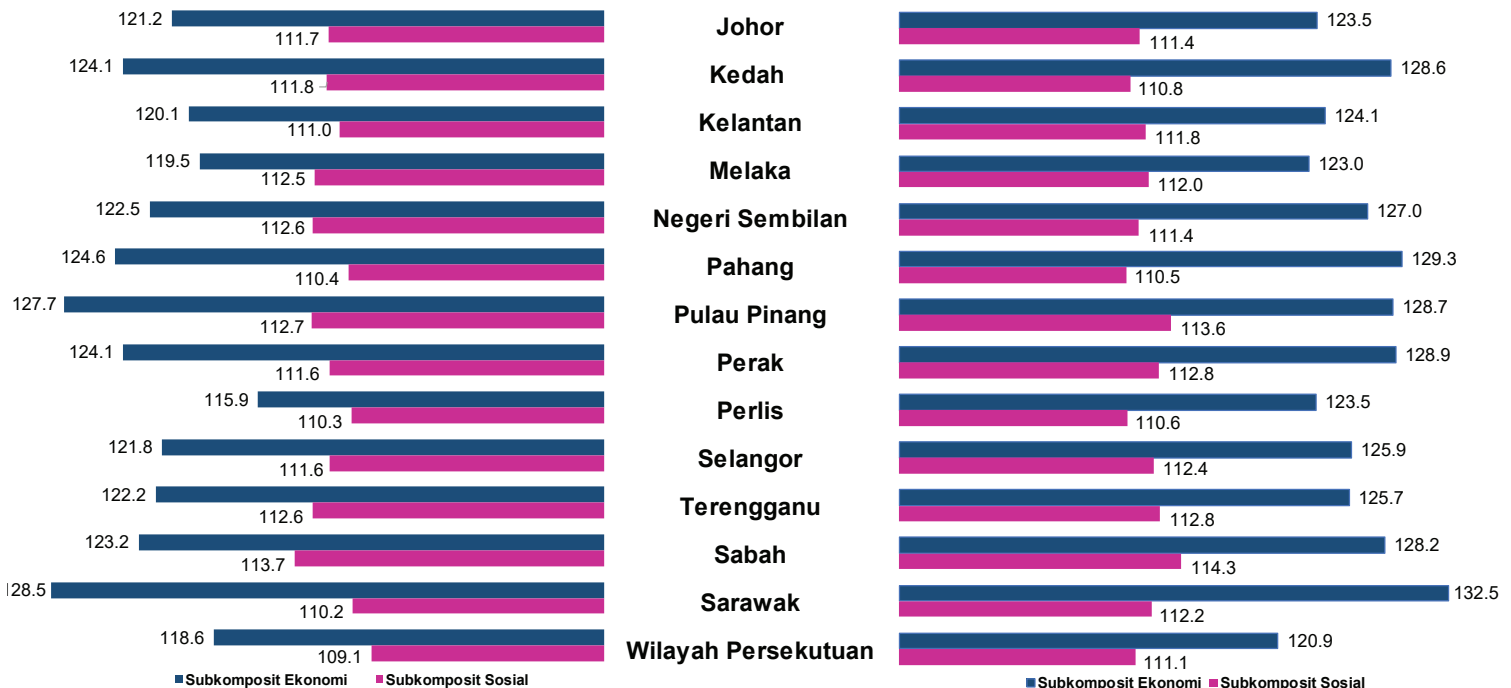 121.2 Johor 123.5
111.7 111.4
124.1 Kedah 128.6
111.8 110.8
120.1 Kelantan 124.1
111.0 111.8
119.5 Melaka 123.0
112.5 112.0
122.5 Negeri Sembilan 127.0
112.6 111.4
124.6 Pahang 129.3
110.4 110.5
127.7 Pulau Pinang 128.7
112.7 113.6
124.1 Perak 128.9
111.6 112.8
115.9 Perlis 123.5
110.3 110.6
121.8 Selangor 125.9
111.6 112.4
122.2 Terengganu 125.7
112.6 112.8
123.2 Sabah 128.2
113.7 114.3
128.5 Sarawak 132.5
110.2 112.2
118.6 Wilayah Persekutuan 120.9
109.1 111.1
Subkomposit Ekonomi Subkomposit Sosial Subkomposit Ekonomi Subkomposit Sosial